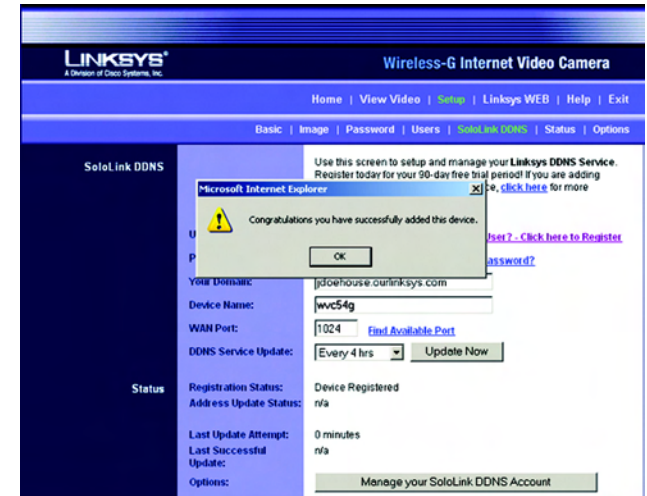 LINKSYS®
A Division of Cisco Systems, Inc.
Wireless-G Internet Video Camera
Home | View Video | Setup | Linksys WEB | Help | Exit
Basic | Image | Password | Users | SoloLink DDNS | Status | Options
SoloLink DDNS
Use this screen to setup and manage your Linksys DDNS Service.
Register today for your 90-day free trial period! If you are adding
click here for more
Microsoft Internet Explorer
Congratulations you have successfully added this device.
OK
User? - Click here to Register
Your Domain: jdoehouse.ourlinksys.com
Device Name: wvc54g
WAN Port: 1024 Find Available Port
DDNS Service Update: Every 4 hrs Update Now
Status
Registration Status: Device Registered
Address Update Status: n/a
Last Update Attempt: 0 minutes
Last Successful n/a
Update:
Options: Manage your SoloLink DDNS Account